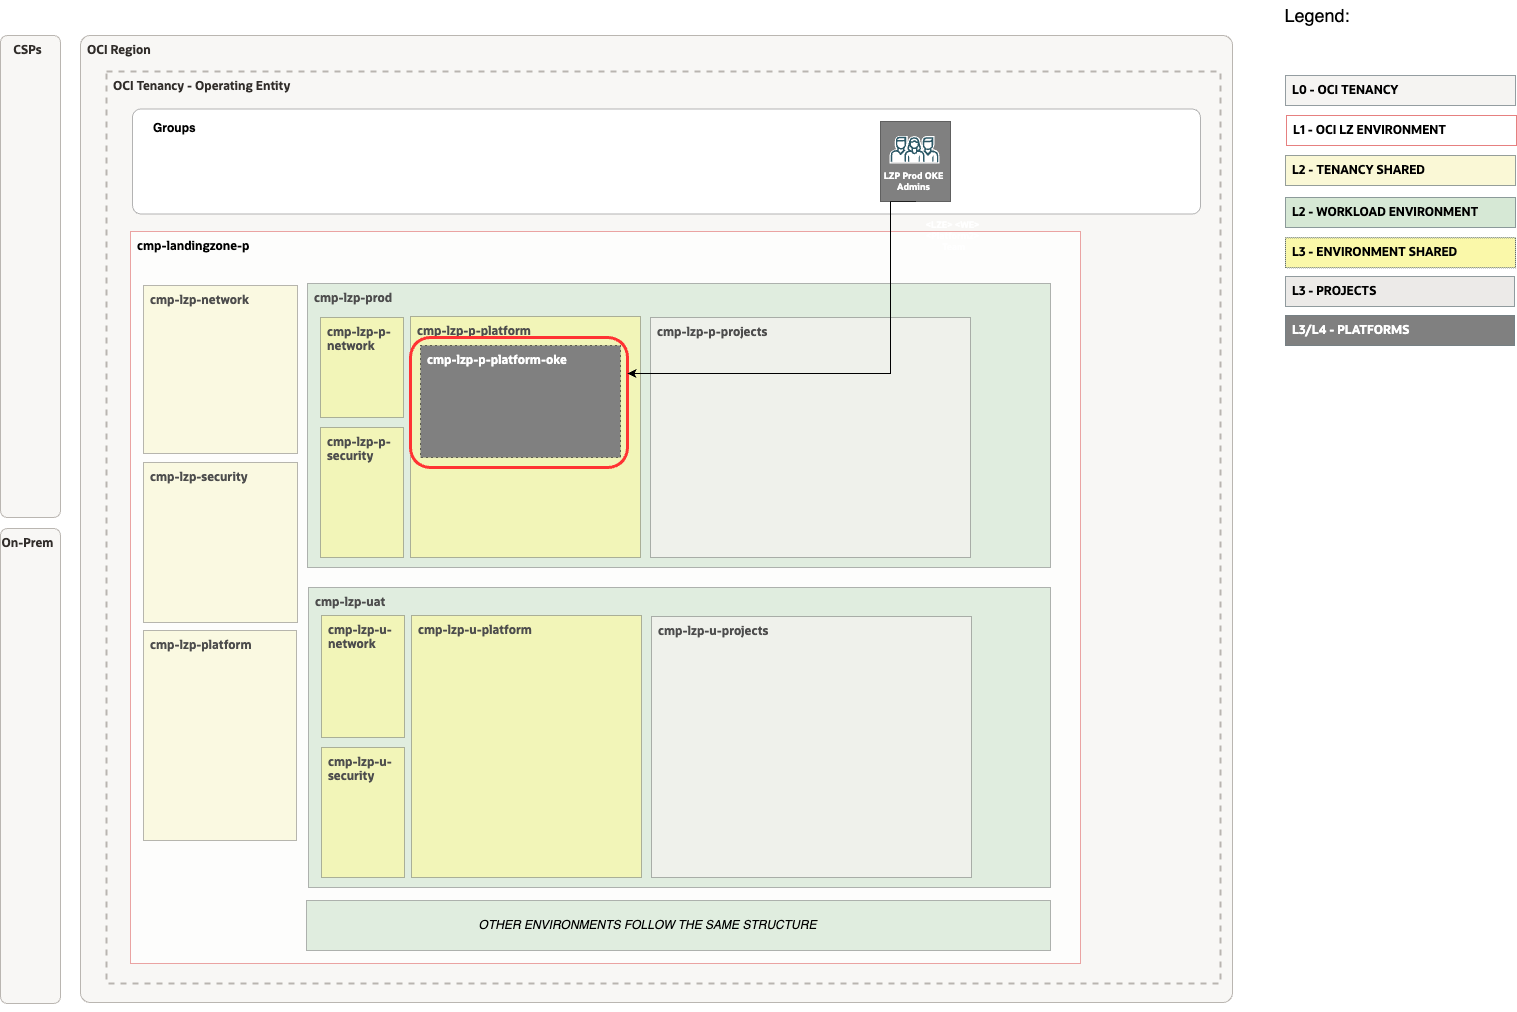 Legend:
CSPs
OCI Region
L0 - OCI TENANCY
OCI Tenancy - Operating Entity
L1 - OCI LZ ENVIRONMENT
Groups
L2 - TENANCY SHARED
LZP Prod OKE
Admins
L2 - WORKLOAD ENVIRONMENT
cmp-landingzone-p
L3 - ENVIRONMENT SHARED
L3 - PROJECTS
L3/L4 - PLATFORMS
cmp-lzp-network
cmp-lzp-prod
cmp-lzp-p-
network
cmp-lzp-p-platform
cmp-lzp-p-projects
cmp-lzp-p-platform-oke
cmp-lzp-p-
security
cmp-lzp-security
On-Prem
cmp-lzp-uat
cmp-lzp-u-
network
cmp-lzp-u-platform
cmp-lzp-u-projects
cmp-lzp-platform
cmp-lzp-u-
security
OTHER ENVIRONMENTS FOLLOW THE SAME STRUCTURE